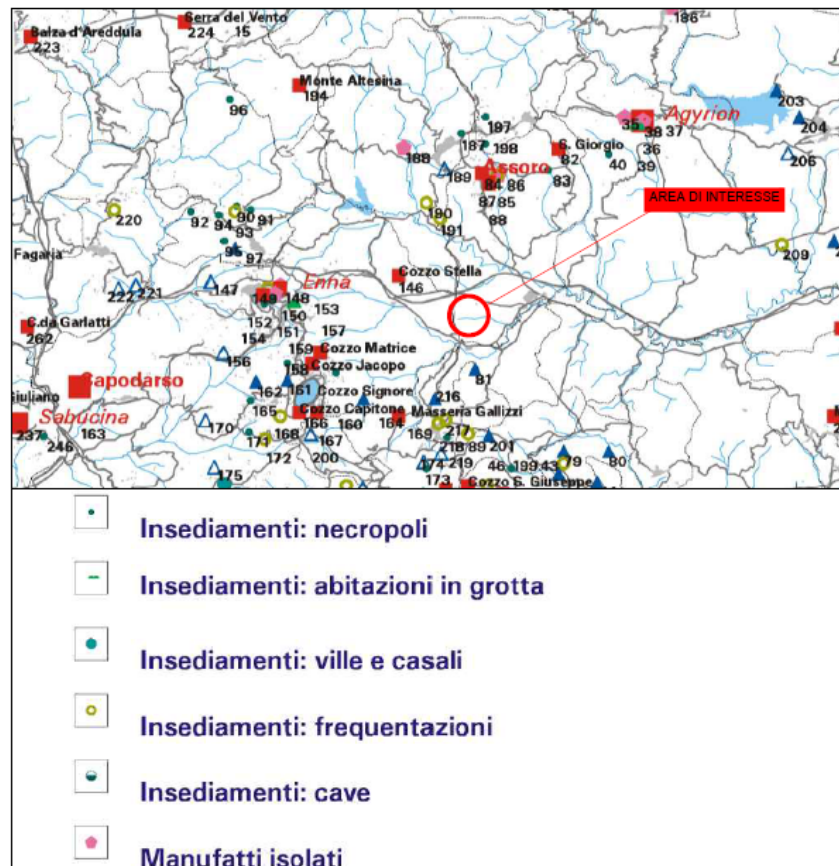 Balza d'Areddula
223
Serra del Vento
224 15
186
Monte Altesina
194
96
203
204
206
Agyrion
35 38 37
36
39
197
187 198
188
S. Giorgio
82
40
189
Assoro
84 86
83
87 85
88
AREA DI INTERESSE
190
191
220
92 94 90 91
93
95 97
209
Fagaria
222 221
147
Enna
149 148
150 153
152
151 157
154
Cozzo Stella
146
C.da Garlatti
262
156
159 Cozzo Matrice
158 Cozzo Jacopo
81
Capodarso
Giuliano
Sabucina
162 161 Cozzo Signore
216
165
Cozzo Capitone
166 160 164
Masseria Gallizzi
237 163
246
170
171 168
167
169 217
218 89 201
172
200
174 219
173
175
46 199 43 79 80
Cozzo S. Giuseppe
Insediamenti: necropoli
Insediamenti: abitazioni in grotta
Insediamenti: ville e casali
Insediamenti: frequentazioni
Insediamenti: cave
Manufatti isolati